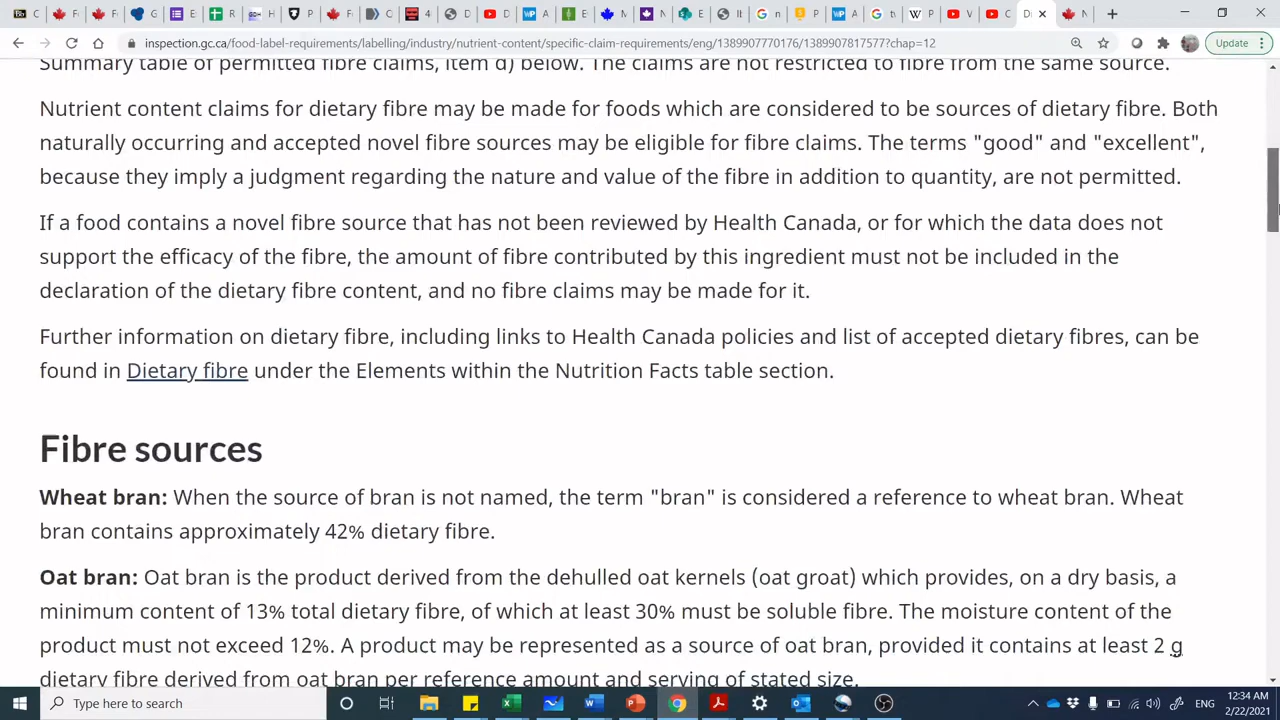 Update
inspection.gc.ca/food-label-requirements/labelling/industry/nutrient-content/specific-claim-requirements/eng/1389907770176/1389907817577?chap=12
Summary table of permitted fibre claims, item d) below. The claims are not restricted to fibre from the same source.
Nutrient content claims for dietary fibre may be made for foods which are considered to be sources of dietary fibre. Both
naturally occurring and accepted novel fibre sources may be eligible for fibre claims. The terms "good" and "excellent",
because they imply a judgment regarding the nature and value of the fibre in addition to quantity, are not permitted.
If a food contains a novel fibre source that has not been reviewed by Health Canada, or for which the data does not
support the efficacy of the fibre, the amount of fibre contributed by this ingredient must not be included in the
declaration of the dietary fibre content, and no fibre claims may be made for it.
Further information on dietary fibre, including links to Health Canada policies and list of accepted dietary fibres, can be
found in Dietary fibre under the Elements within the Nutrition Facts table section.
Fibre sources
Wheat bran: When the source of bran is not named, the term "bran" is considered a reference to wheat bran. Wheat
bran contains approximately 42% dietary fibre.
Oat bran: Oat bran is the product derived from the dehulled oat kernels (oat groat) which provides, on a dry basis, a
minimum content of 13% total dietary fibre, of which at least 30% must be soluble fibre. The moisture content of the
product must not exceed 12%. A product may be represented as a source of oat bran, provided it contains at least 2 g
dietary fibre derived from oat bran per reference amount and serving of stated size.
Type here to search
ENG
12:34 AM
2/22/2021